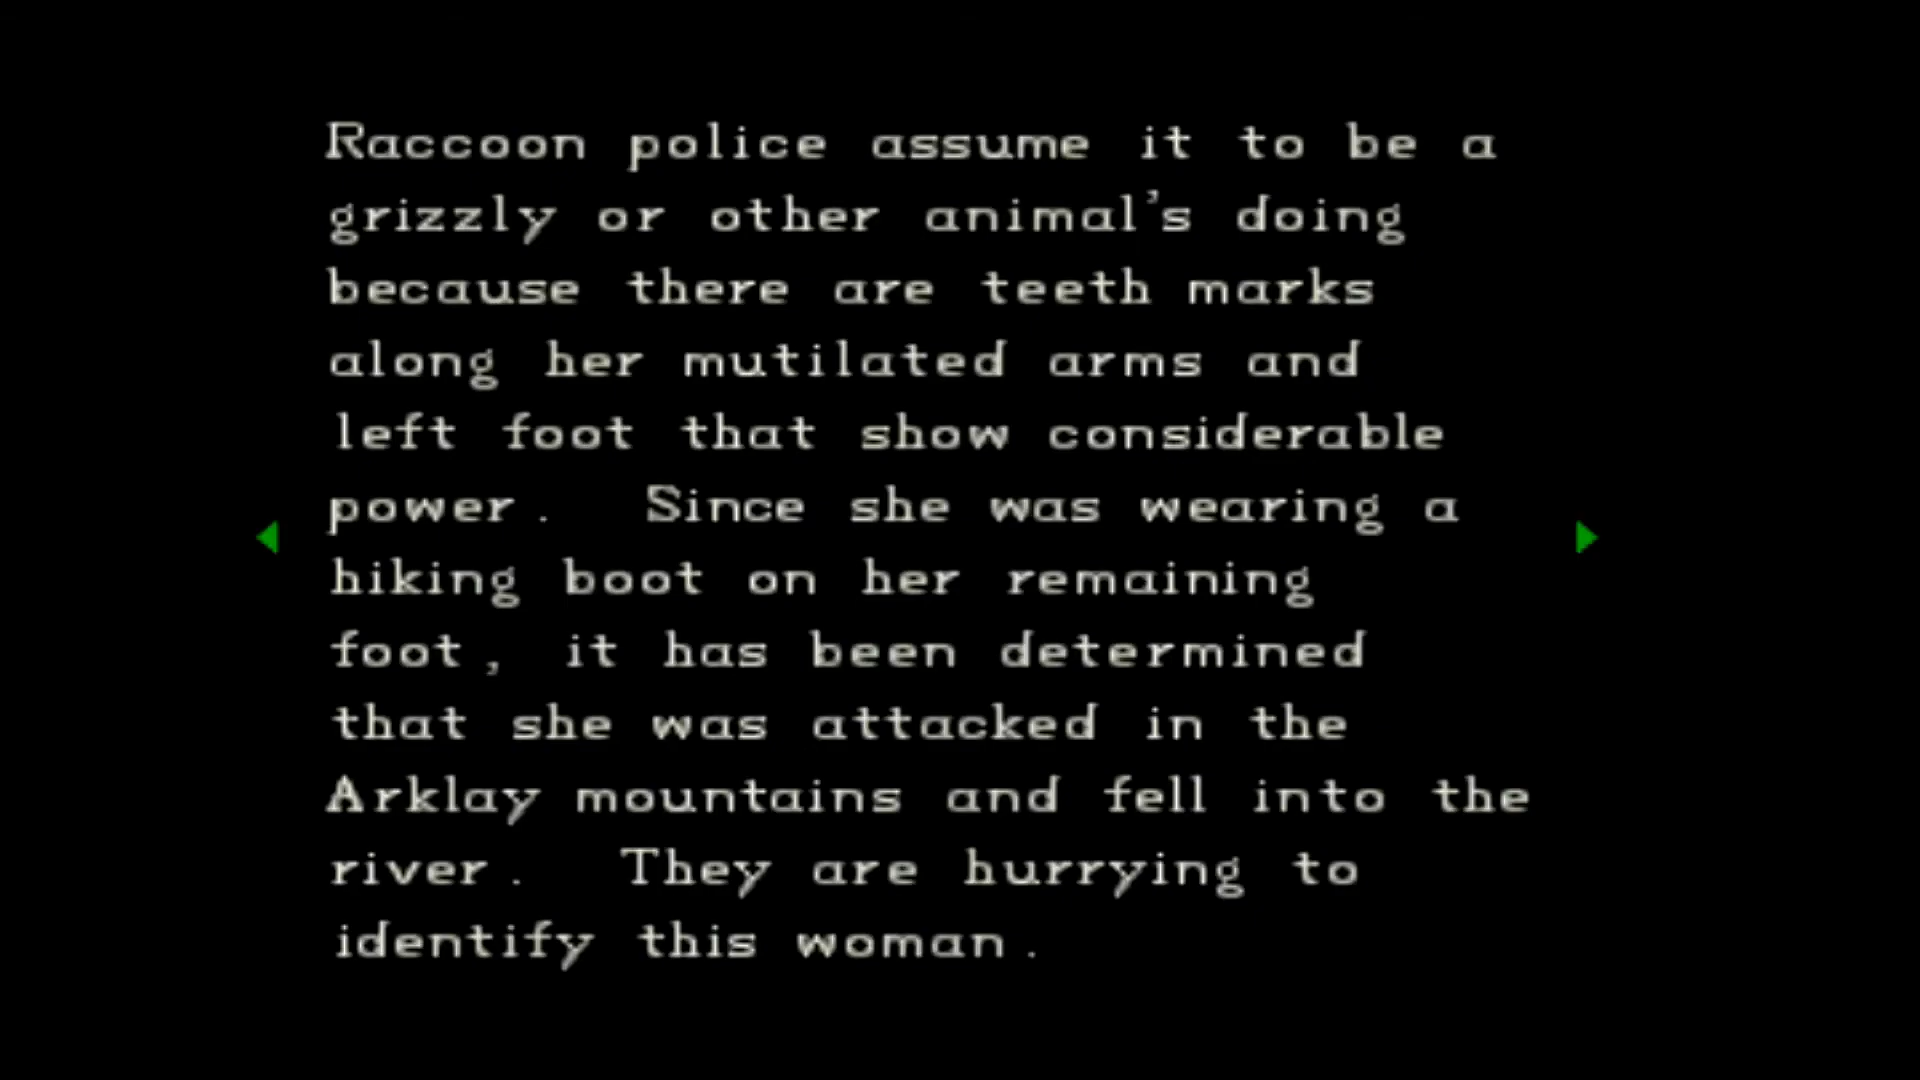 Raccoon police assume it to be a
grizzly or other animal's doing
because there are teeth marks
along her mutilated arms and
left foot that show considerable
power. Since she was wearing a
hiking boot on her remaining
foot, it has been determined
that she was attacked in the
Arklay mountains and fell into the
river. They are hurrying to
identify this woman.